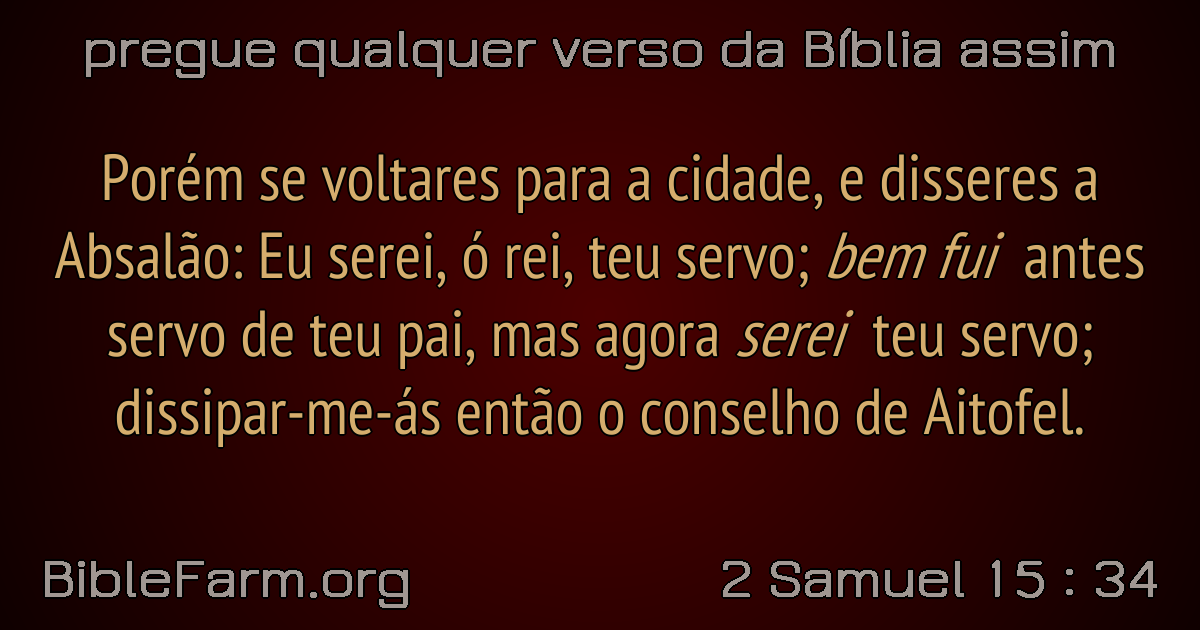 pregue qualquer verso da Bíblia assim
Porém se voltares para a cidade, e disseres a
Absalão: Eu serei, ó rei, teu servo; bem fui antes
servo de teu pai, mas agora serei teu servo;
dissipar-me-ás então o conselho de Aitofel.
BibleFarm.org
2 Samuel 15 : 34